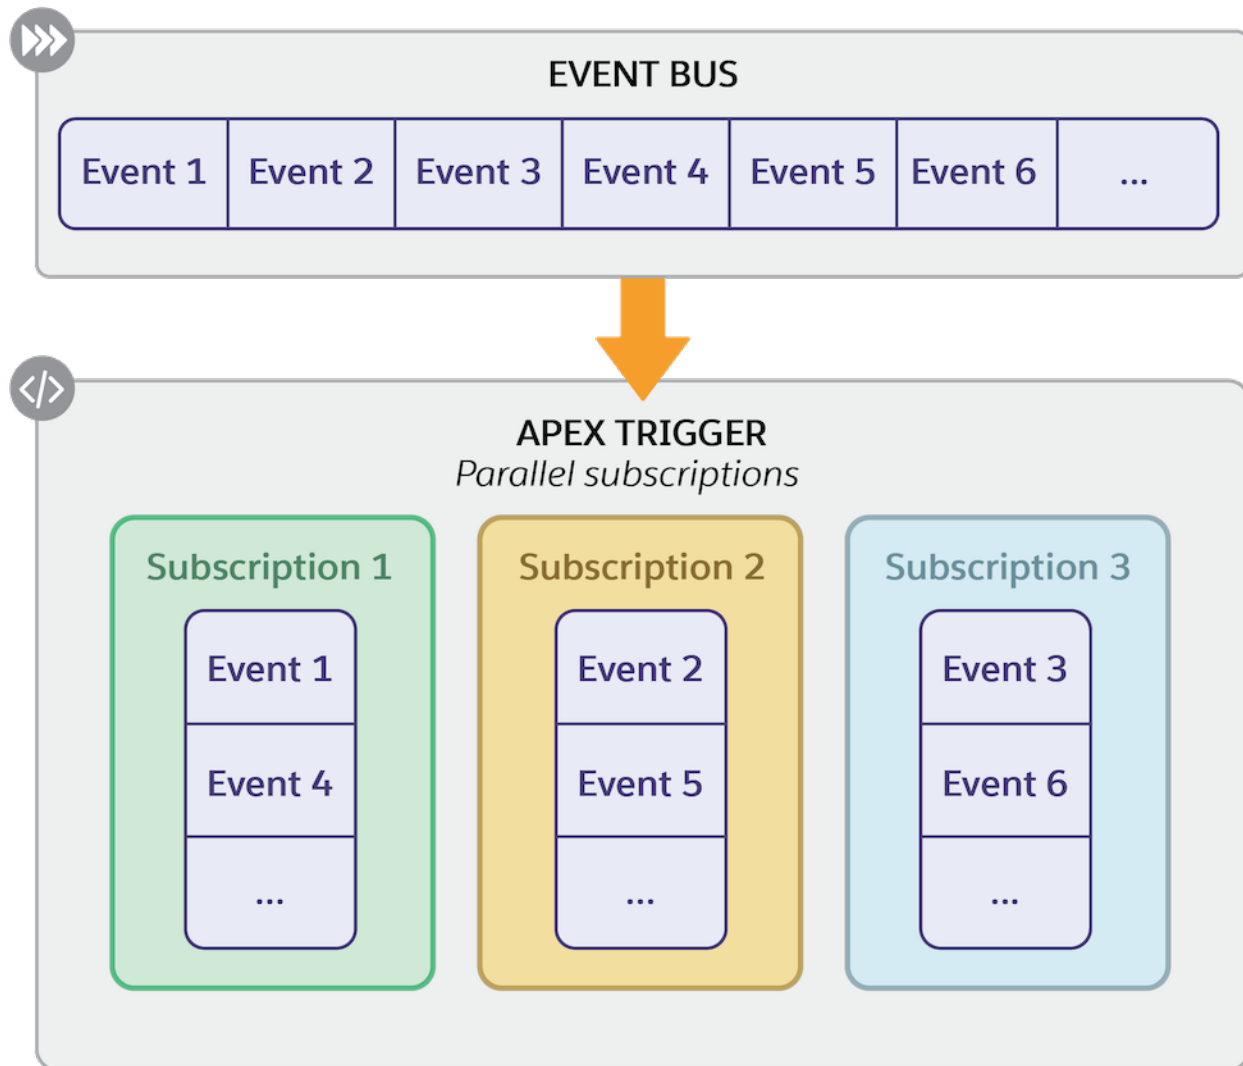 EVENT BUS
Event 1 Event 2 Event 3 Event 4 Event 5 Event 6 ...
</>
APEX TRIGGER
Parallel subscriptions
Subscription 1
Event 1
Event 4
...
Subscription 2
Event 2
Event 5
...
Subscription 3
Event 3
Event 6
...